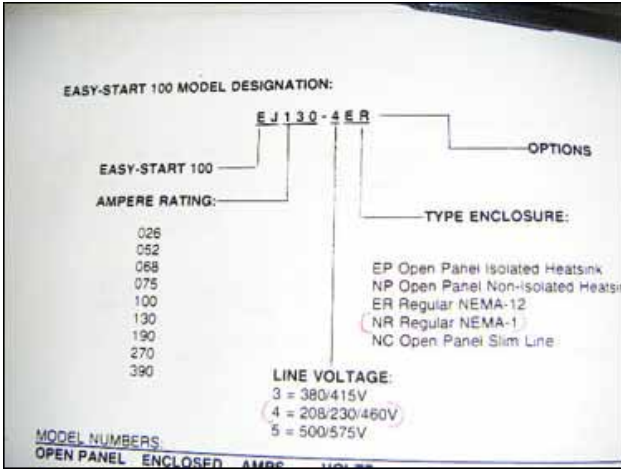 EASY-START 100 MODEL DESIGNATION:
EJ130-4ER
OPTIONS
EASY-START 100
AMPERE RATING:
TYPE ENCLOSURE:
026
052
068
075
100
130
190
270
390
EP Open Panel Isolated Heatsink
NP Open Panel Non-Isolated Heatsi
ER Regular NEMA-12
NR Regular NEMA-1
NC Open Panel Slim Line
LINE VOLTAGE:
3 = 380/415V
4 = 208/230/460V
5 = 500/575V
MODEL NUMBERS:
OPEN PANEL ENCLOSED AMPS VOLTS